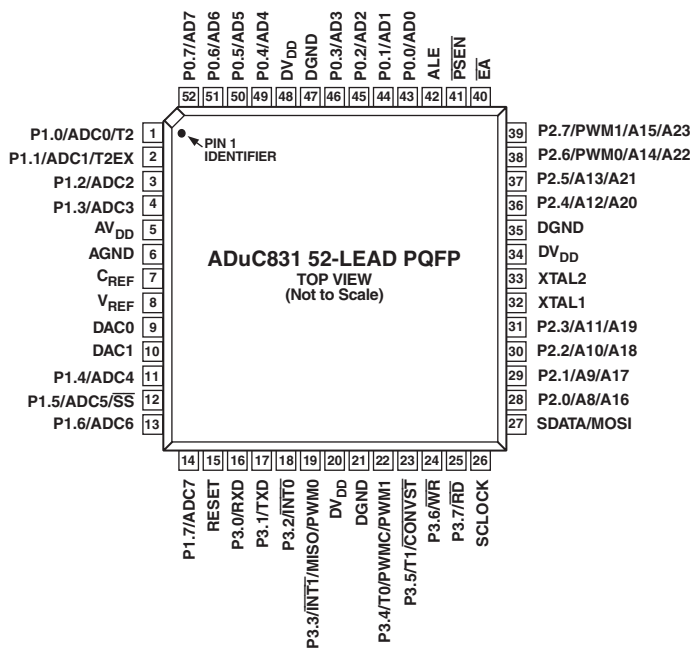 P0.7/AD7
P0.6/AD6
P0.5/AD5
P0.4/AD4
DVDD
DGND
P0.3/AD3
P0.2/AD2
P0.1/AD1
P0.0/AD0
ALE
P̅S̅E̅N̅
E̅A̅
52 51 50 49 48 47 46 45 44 43 42 41 40
P1.0/ADC0/T2 1
P1.1/ADC1/T2EX 2
P1.2/ADC2 3
P1.3/ADC3 4
AVDD 5
AGND 6
CREF 7
VREF 8
DAC0 9
DAC1 10
P1.4/ADC4 11
P1.5/ADC5/S̅S̅ 12
P1.6/ADC6 13
PIN 1
IDENTIFIER
ADuC831 52-LEAD PQFP
TOP VIEW
(Not to Scale)
39 P2.7/PWM1/A15/A23
38 P2.6/PWM0/A14/A22
37 P2.5/A13/A21
36 P2.4/A12/A20
35 DGND
34 DVDD
33 XTAL2
32 XTAL1
31 P2.3/A11/A19
30 P2.2/A10/A18
29 P2.1/A9/A17
28 P2.0/A8/A16
27 SDATA/MOSI
14 15 16 17 18 19 20 21 22 23 24 25 26
P1.7/ADC7
RESET
P3.0/RXD
P3.1/TXD
P3.2/I̅N̅T̅0̅
P3.3/I̅N̅T̅1̅/MISO/PWM0
DVDD
DGND
P3.4/T0/PWMC/PWM1
P3.5/T1/C̅O̅N̅V̅S̅T̅
P3.6/W̅R̅
P3.7/R̅D̅
SCLOCK